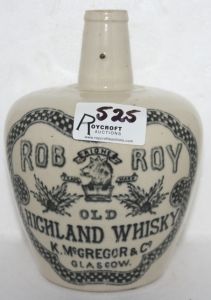 525
ROYCROFT
AUCTIONS
ROB ROY
OLD
HIGHLAND WHISKY
K. McGREGOR & Co
GLASGOW.